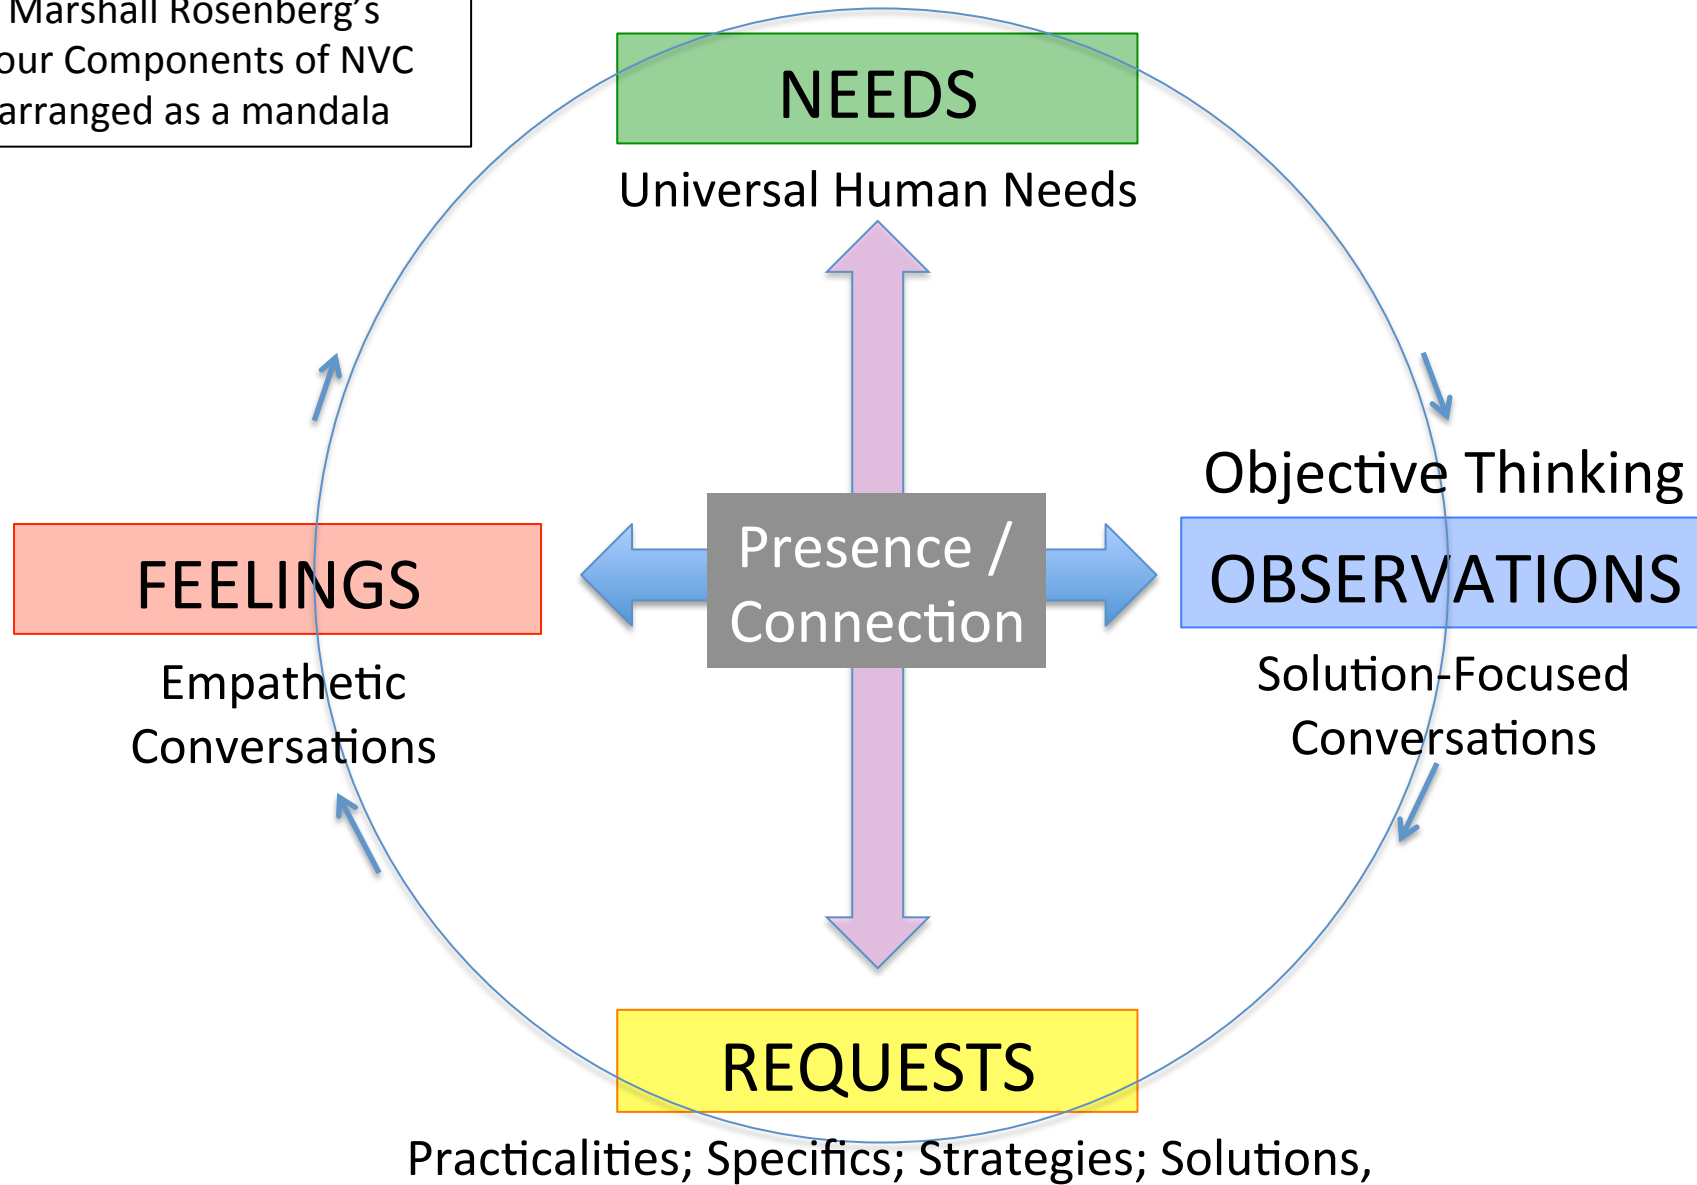 Marshall Rosenberg's
our Components of NVC
arranged as a mandala
NEEDS
Universal Human Needs
Objective Thinking
FEELINGS
Presence /
Connection
OBSERVATIONS
Empathetic
Conversations
Solution-Focused
Conversations
REQUESTS
Practicalities; Specifics; Strategies; Solutions,